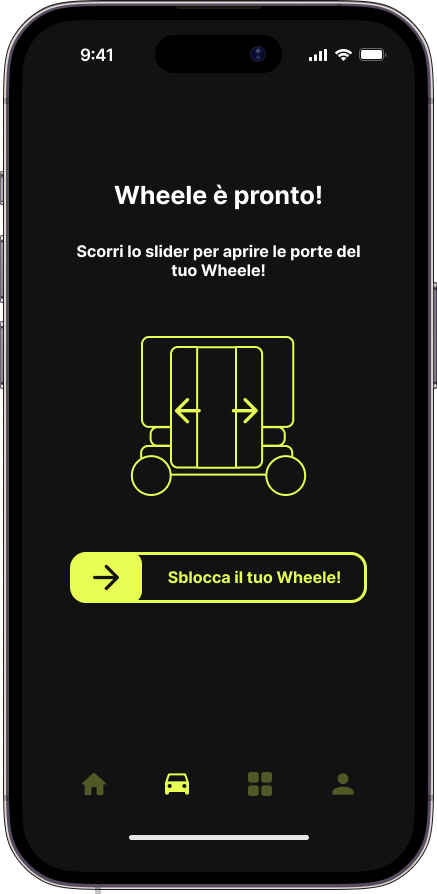 9:41
Wheele è pronto!
Scorri lo slider per aprire le porte del
tuo Wheele!
Sblocca il tuo Wheele!